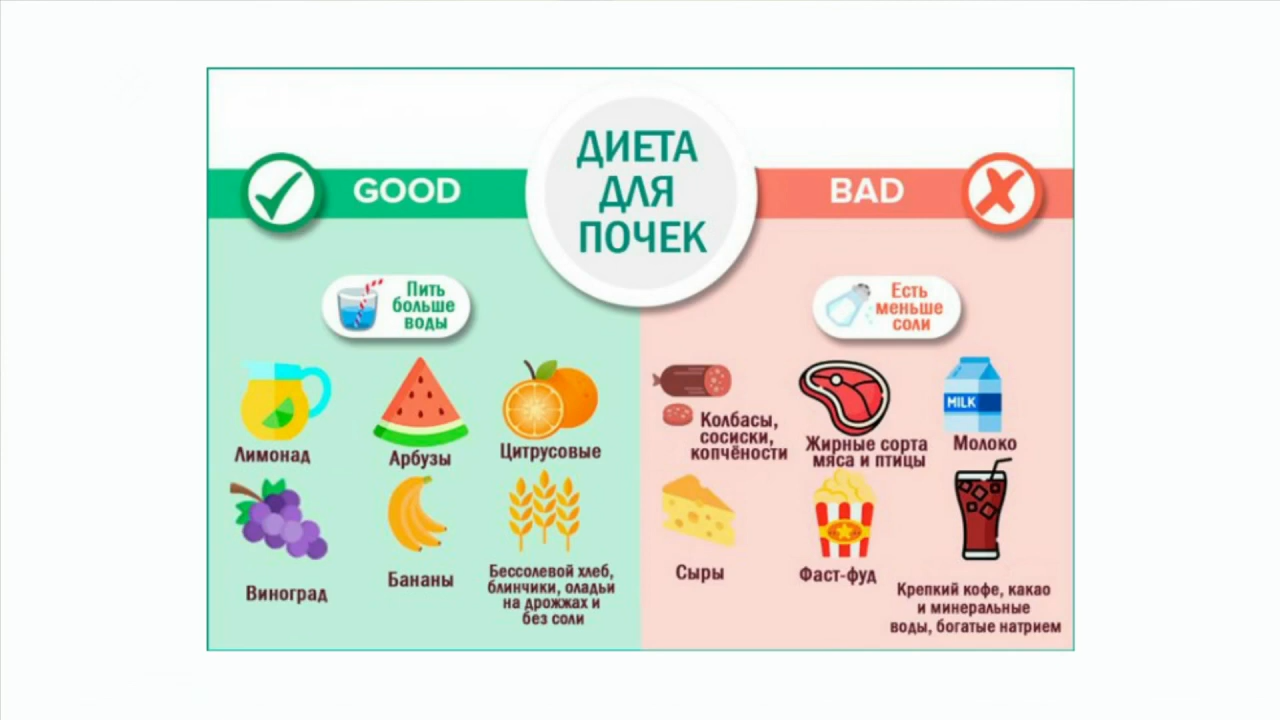 ДИЕТА
ДЛЯ
ПОЧЕК
GOOD
BAD
Пить
больше
воды
Есть
меньше
соли
Лимонад
Арбузы
Цитрусовые
Колбасы,
сосиски,
копчёности
Жирные сорта
мяса и птицы
MILK
Молоко
Виноград
Бананы
Бессолевой хлеб,
блинчики, оладьи
на дрожжах и
без соли
Сыры
Фаст-фуд
Крепкий кофе, какао
и минеральные
воды, богатые натрием